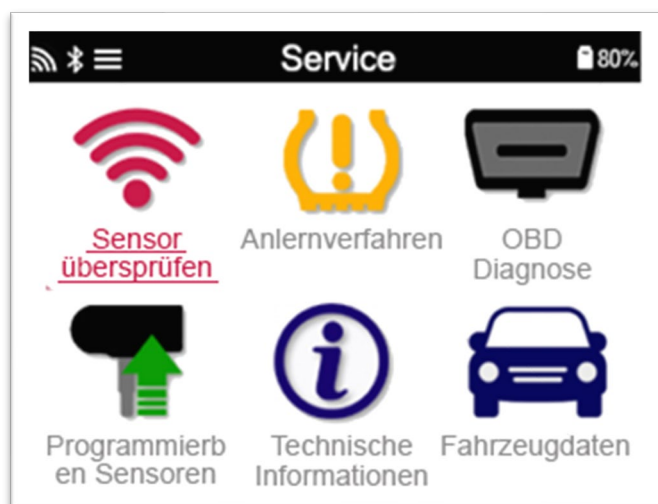 Service
80%
Sensor
übersprüfen
Anlernverfahren
OBD
Diagnose
Programmierb
en Sensoren
Technische
Informationen
Fahrzeugdaten